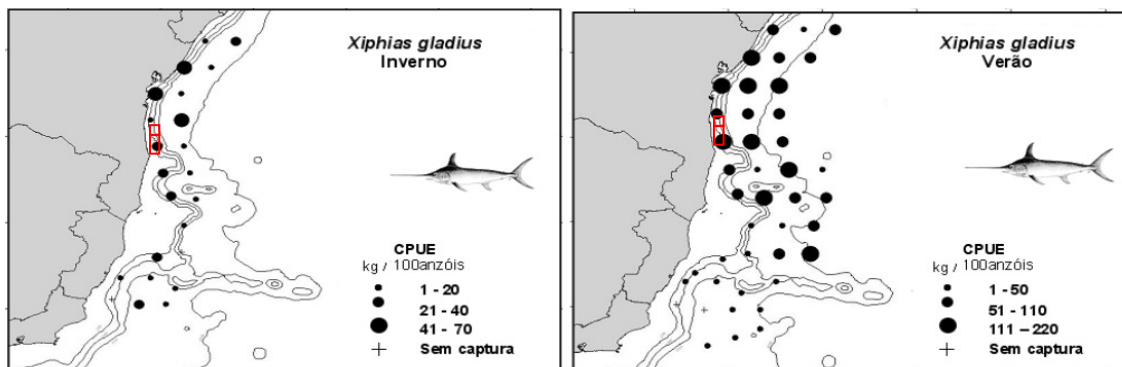 Xiphias gladius
Inverno
CPUE
kg / 100anzóis
1 - 20
21 - 40
41 - 70
Sem captura
Xiphias gladius
Verão
CPUE
kg / 100anzóis
1 - 50
51 - 110
111 – 220
Sem captura